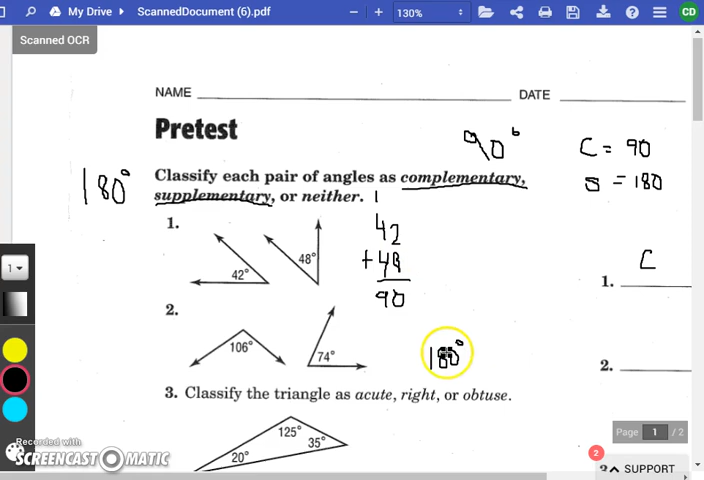 My Drive ScannedDocument (6).pdf 130% CD
Scanned OCR
NAME DATE
Pretest
90° C = 90
180° S = 180
Classify each pair of angles as complementary,
supplementary, or neither.
1. 42° 48°
1
42
+48
90
C
1.
2. 106° 74° 180°
2.
3. Classify the triangle as acute, right, or obtuse.
125°
35°
20°
Page 1 / 2
2
SUPPORT
Recorded with
SCREENCAST-O-MATIC
1